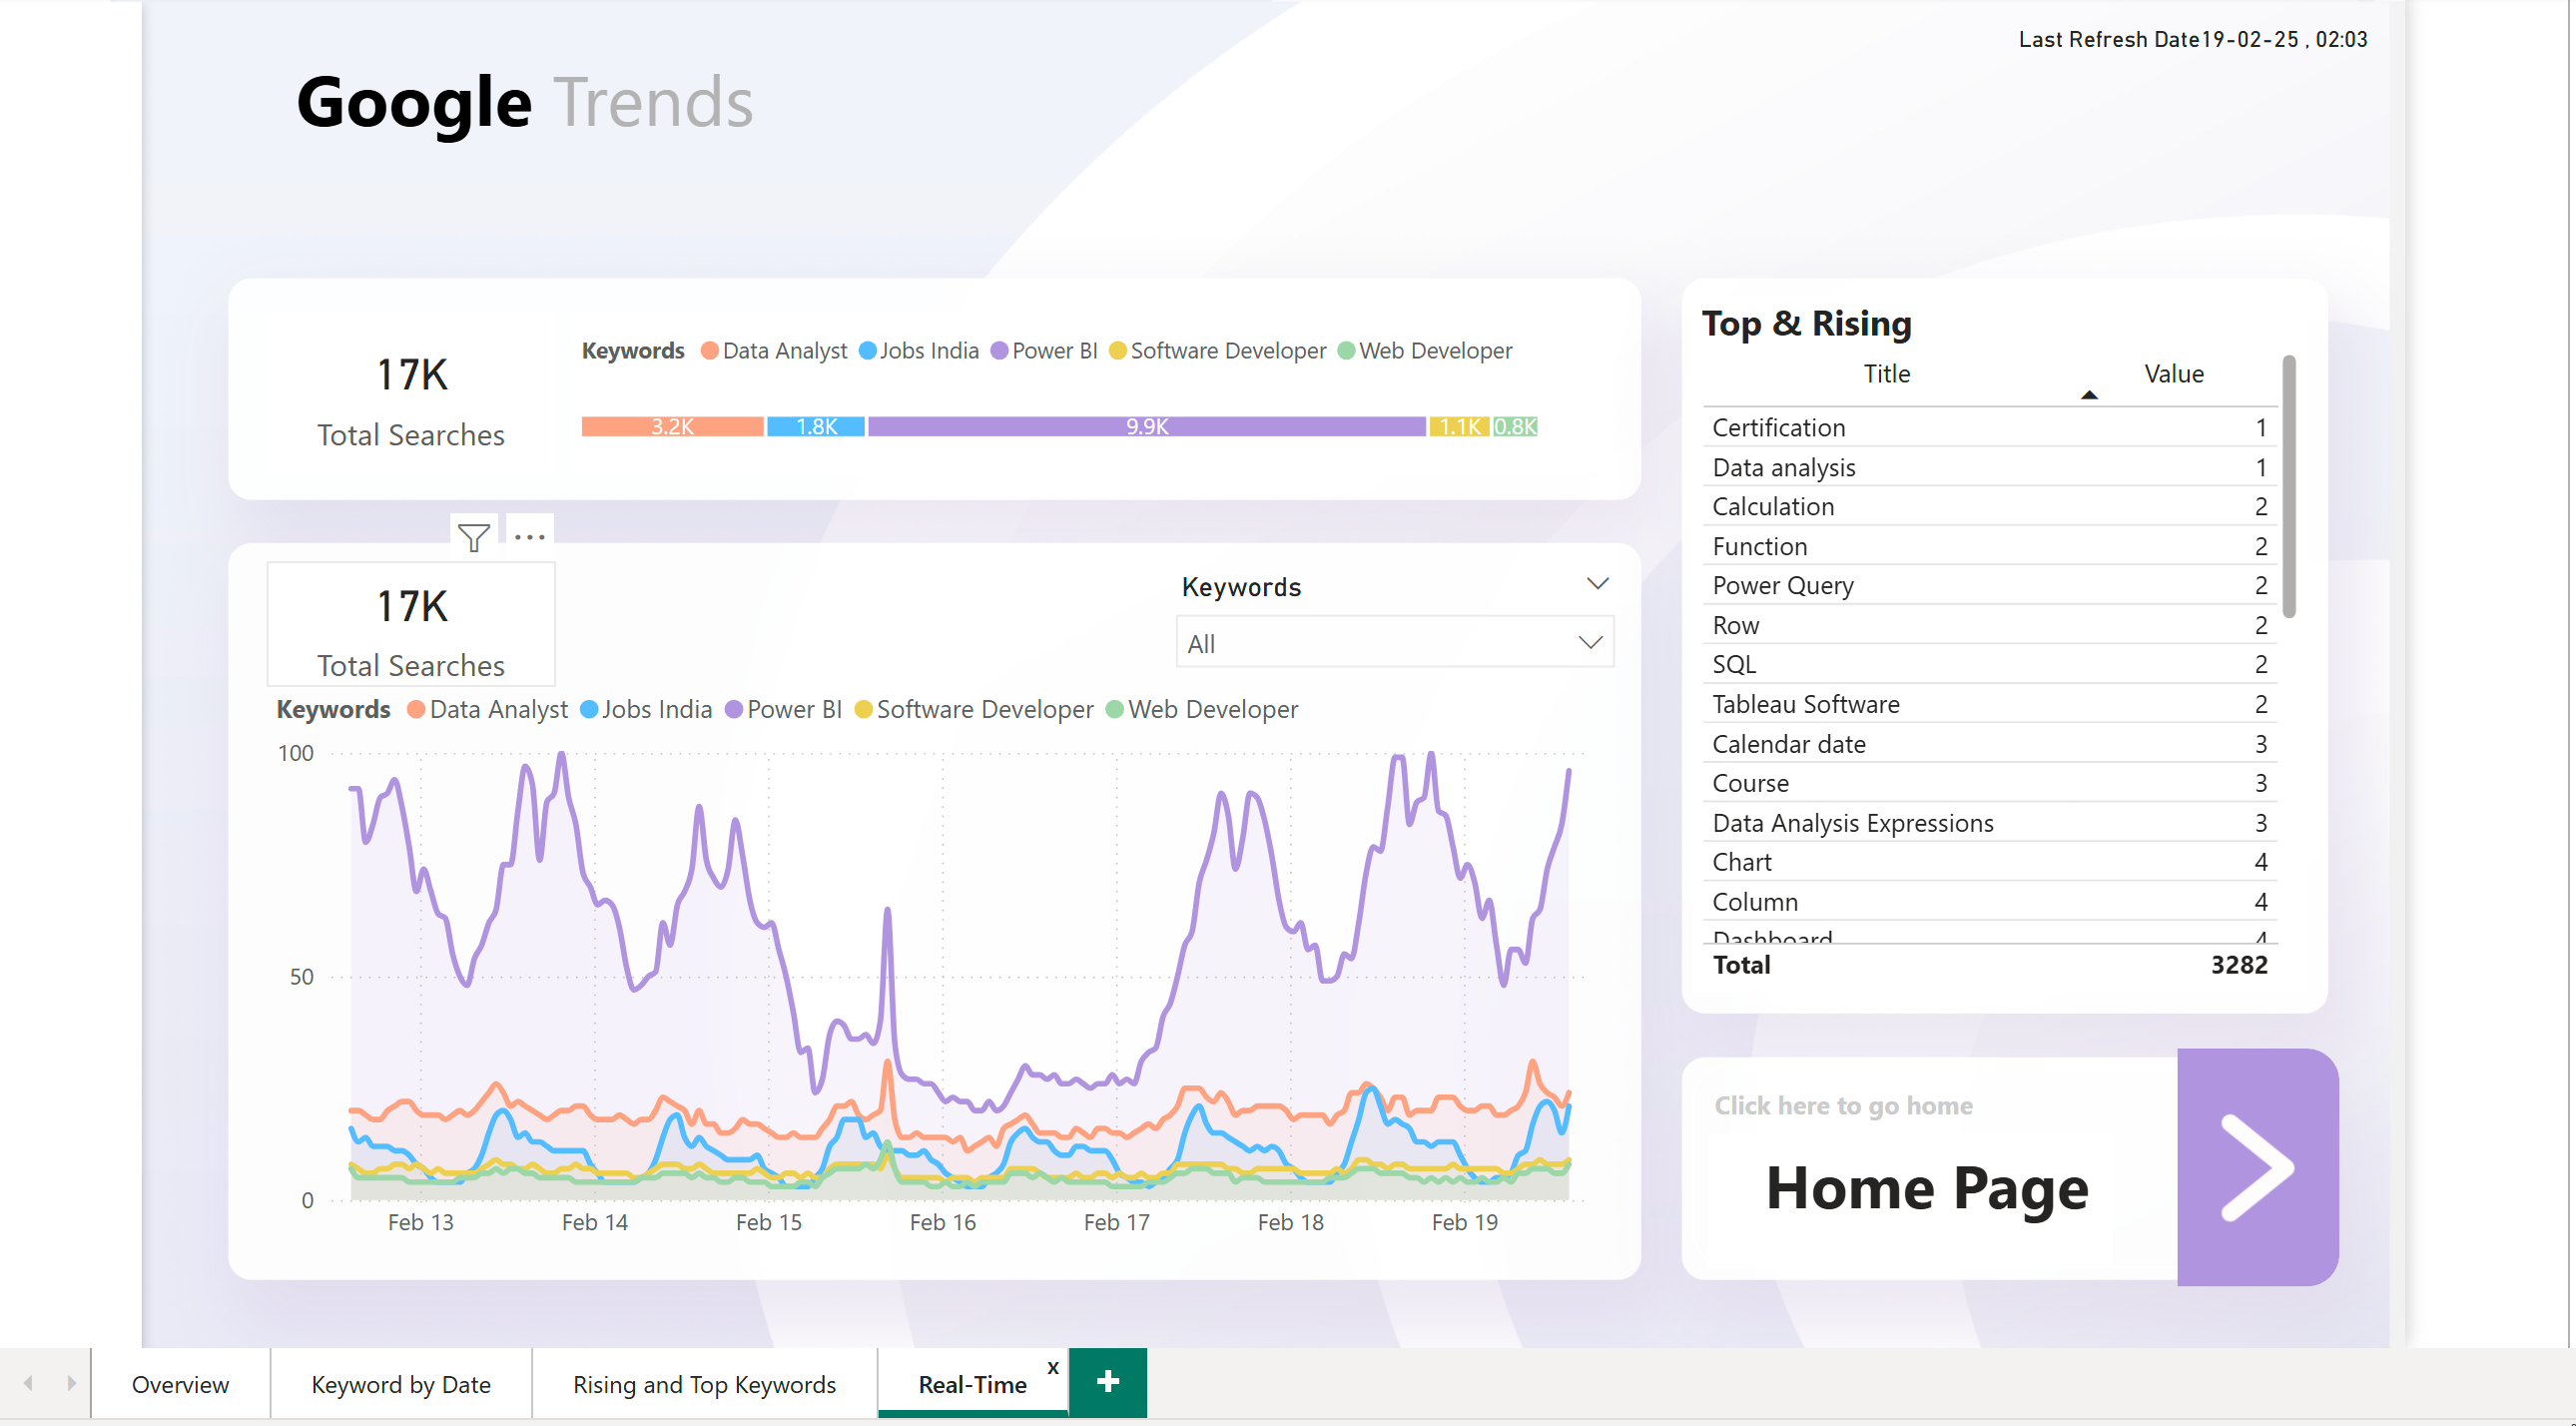 Last Refresh Date19-02-25 , 02:03
Google Trends
17K
Total Searches
Keywords Data Analyst Jobs India Power BI Software Developer Web Developer
3.2K 1.8K 9.9K 1.1K 0.8K
17K
Total Searches
Keywords
All
Keywords Data Analyst Jobs India Power BI Software Developer Web Developer
100
50
0
Feb 13 Feb 14 Feb 15 Feb 16 Feb 17 Feb 18 Feb 19
Top & Rising
Title Value
Certification 1
Data analysis 1
Calculation 2
Function 2
Power Query 2
Row 2
SQL 2
Tableau Software 2
Calendar date 3
Course 3
Data Analysis Expressions 3
Chart 4
Column 4
Dashboard 4
Total 3282
Click here to go home
Home Page
Overview Keyword by Date Rising and Top Keywords Real-Time x +